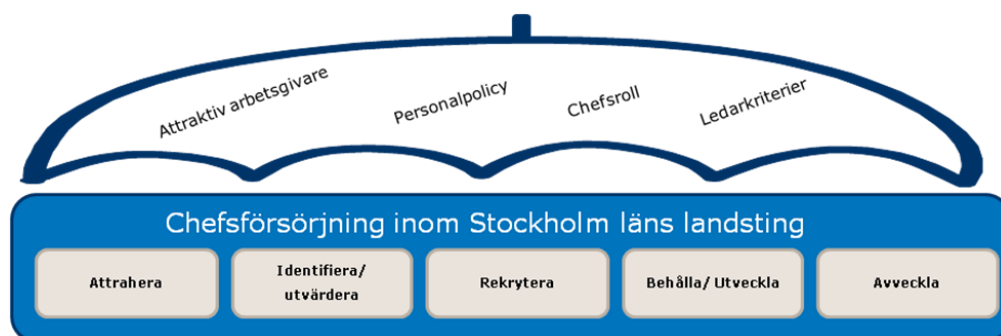 Attraktiv arbetsgivare
Personalpolicy
Chefsroll
Ledarkriterier
Chefsförsörjning inom Stockholm läns landsting
Attrahera
Identifiera/
utvärdera
Rekrytera
Behålla/ Utveckla
Avveckla